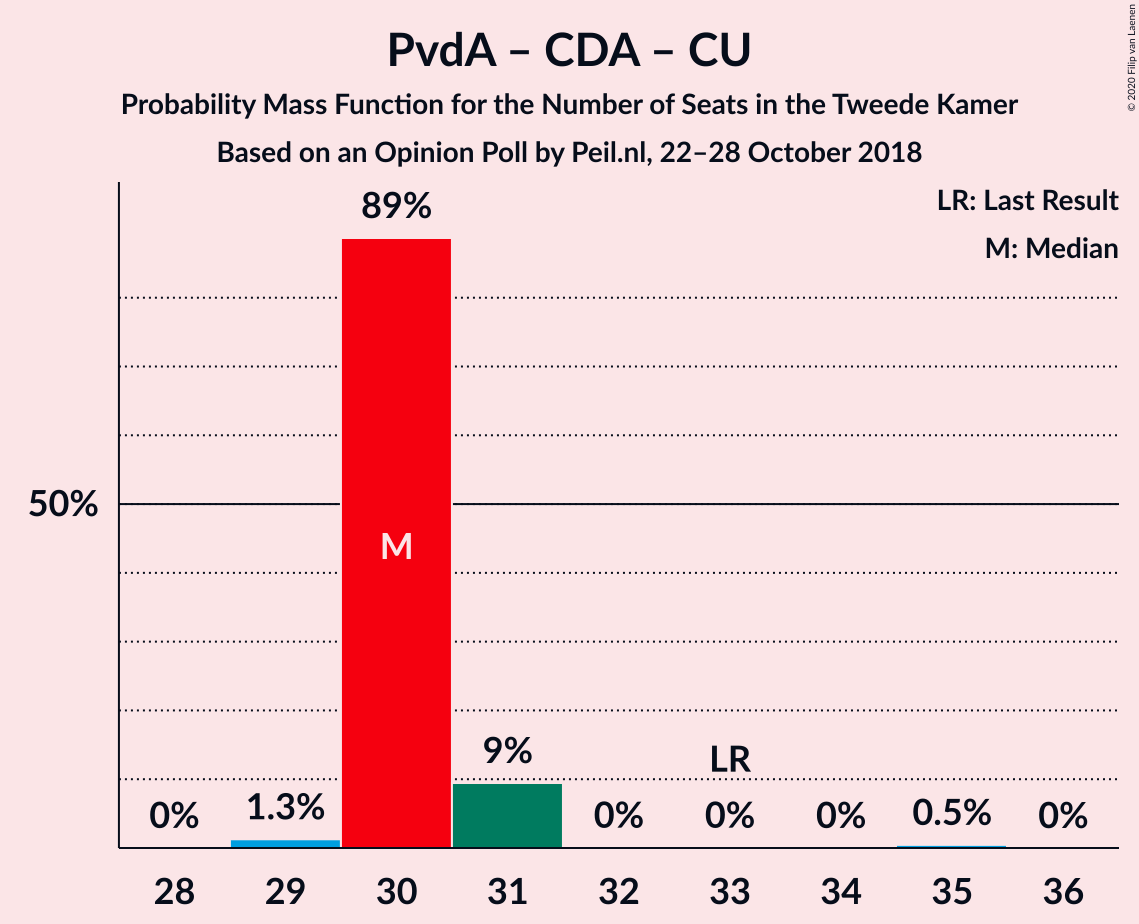 PvdA – CDA – CU
Probability Mass Function for the Number of Seats in the Tweede Kamer
Based on an Opinion Poll by Peil.nl, 22–28 October 2018
© 2020 Filip van Laenen
LR: Last Result
M: Median
89%
50%
M
9%
LR
0%
1.3%
0%
0%
0%
0.5%
0%
28 29 30 31 32 33 34 35 36